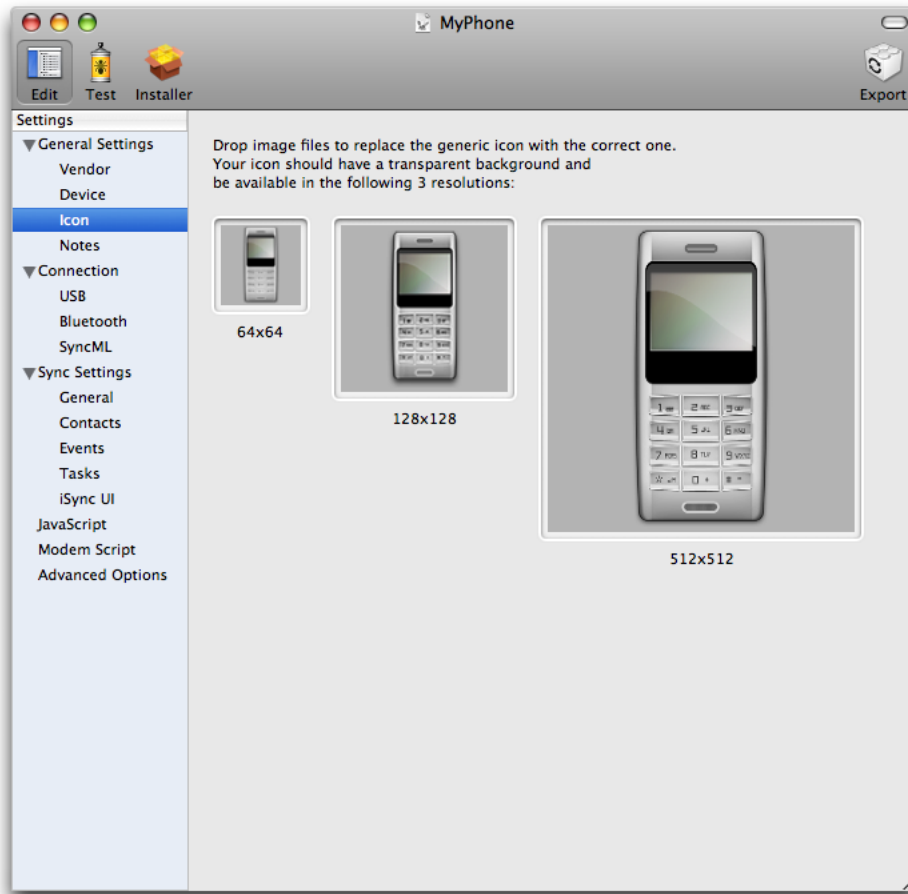 MyPhone
Edit
Test
Installer
Export
Settings
General Settings
Vendor
Device
Icon
Notes
Connection
USB
Bluetooth
SyncML
Sync Settings
General
Contacts
Events
Tasks
iSync UI
JavaScript
Modem Script
Advanced Options
Drop image files to replace the generic icon with the correct one.
Your icon should have a transparent background and
be available in the following 3 resolutions:
64x64
128x128
512x512